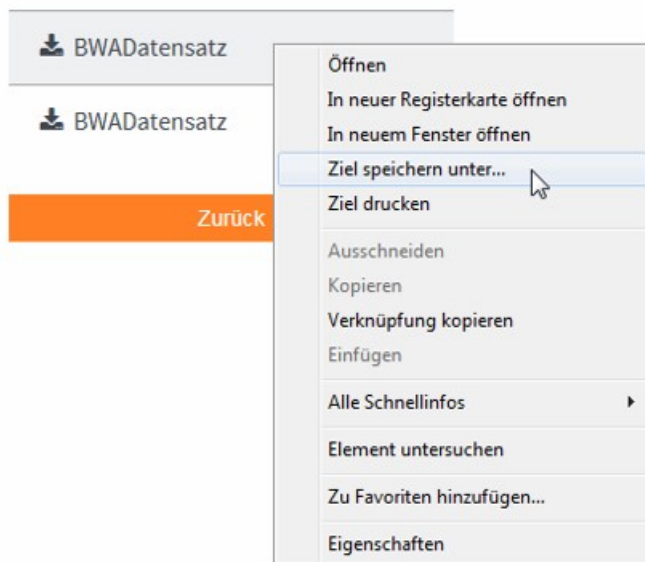 BWADatensatz
BWADatensatz
Zurück
Öffnen
In neuer Registerkarte öffnen
In neuem Fenster öffnen
Ziel speichern unter...
Ziel drucken
Ausschneiden
Kopieren
Verknüpfung kopieren
Einfügen
Alle Schnellinfos
Element untersuchen
Zu Favoriten hinzufügen...
Eigenschaften